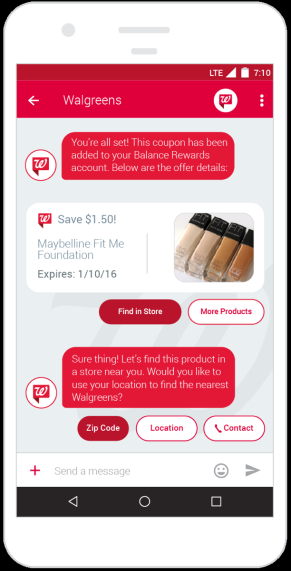 LTE 7:10
Walgreens
You're all set! This coupon has been
added to your Balance Rewards
account. Below are the offer details:
Save $1.50!
Maybelline Fit Me
Foundation
Expires: 1/10/16
Find in Store More Products
Sure thing! Let's find this product in
a store near you. Would you like to
use your location to find the nearest
Walgreens?
Zip Code Location Contact
+ Send a message